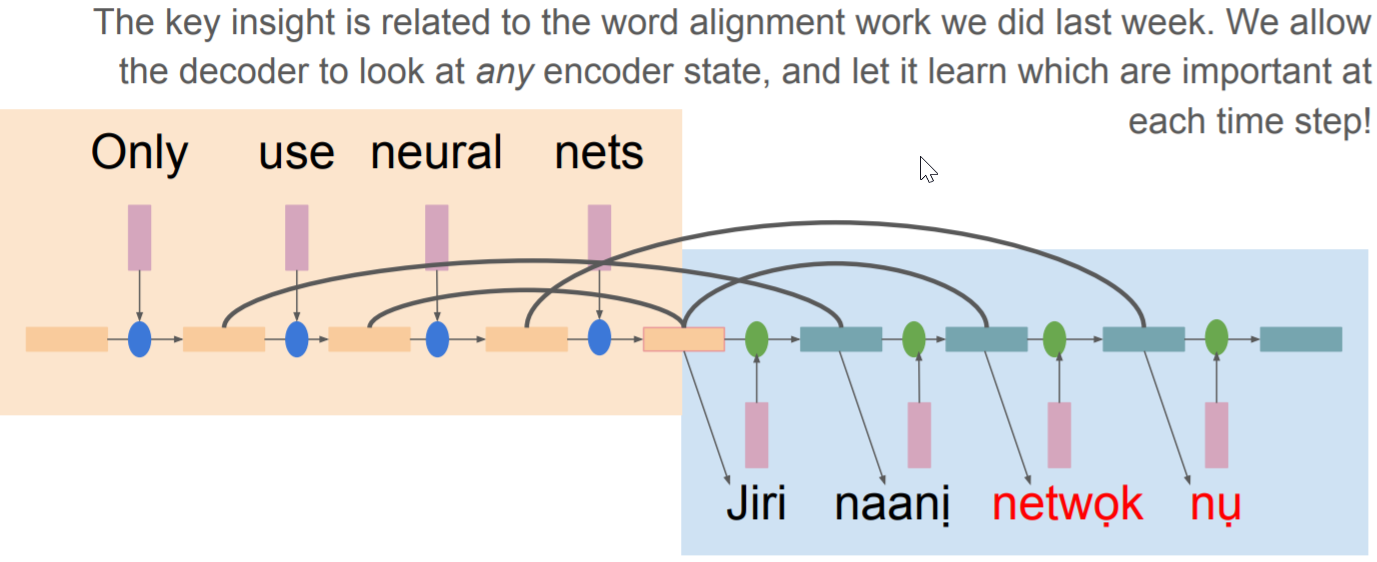 The key insight is related to the word alignment work we did last week. We allow
the decoder to look at any encoder state, and let it learn which are important at
each time step!
Only use neural nets
Jiri naanị netwọk nụ